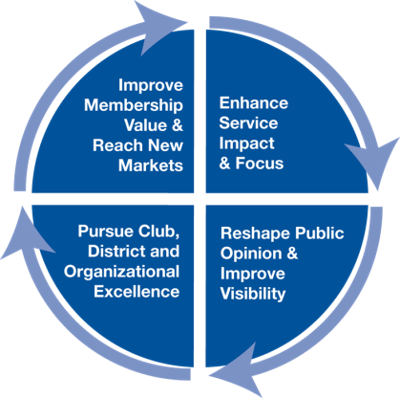 Improve
Membership
Value &
Reach New
Markets
Enhance
Service
Impact
& Focus
Pursue Club,
District and
Organizational
Excellence
Reshape Public
Opinion &
Improve
Visibility